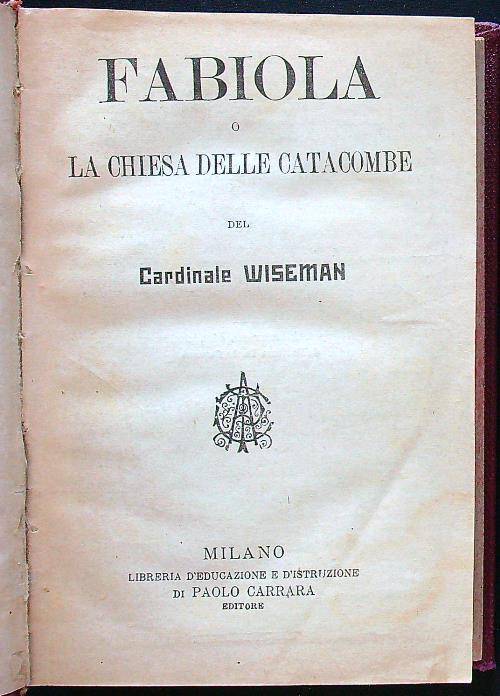 FABIOLA
O
LA CHIESA DELLE CATACOMBE
DEL
Cardinale WISEMAN
MILANO
LIBRERIA D'EDUCAZIONE E D'ISTRUZIONE
DI PAOLO CARRARA
EDITORE